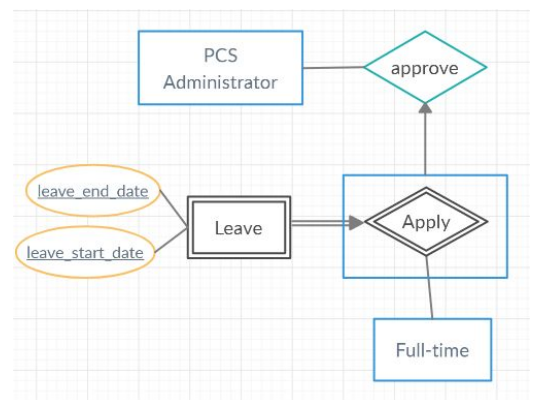 PCS
Administrator
approve
leave_end_date
leave_start_date
Leave
Apply
Full-time